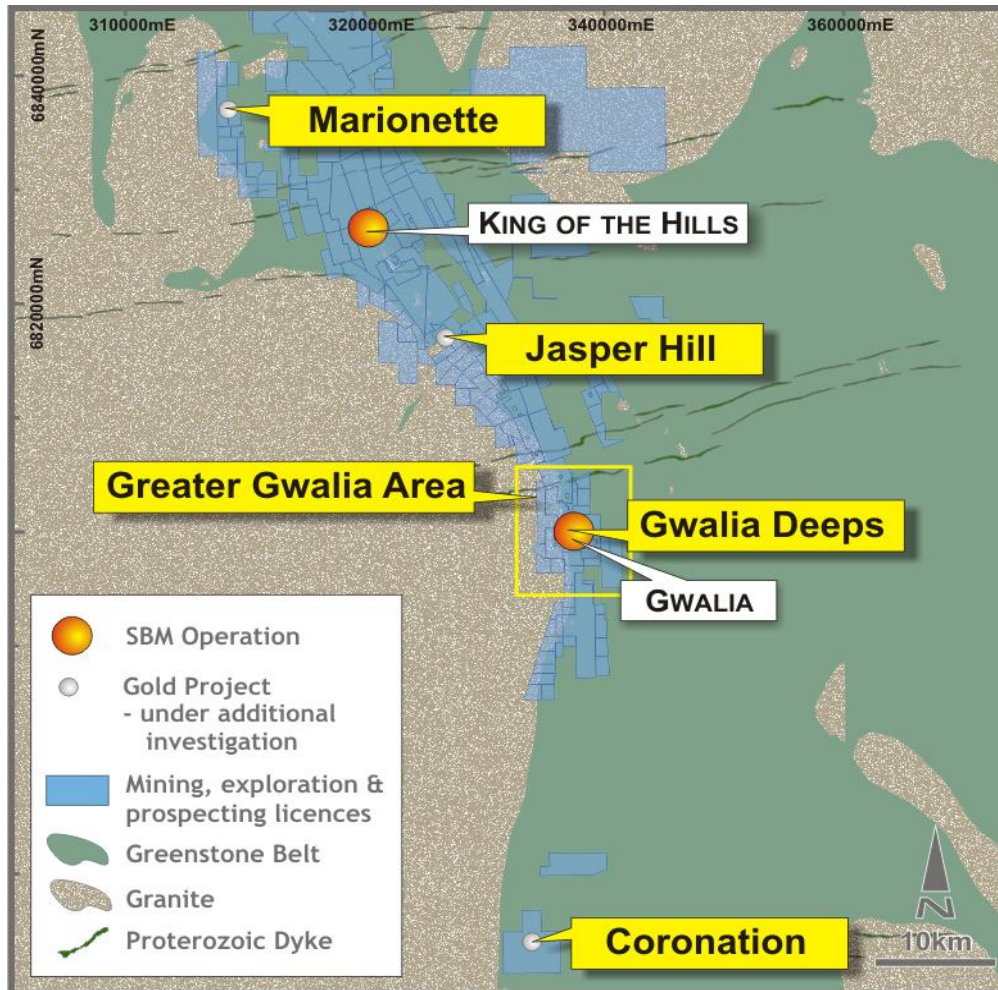 310000mE
320000mE
340000mE
360000mE
6840000mN
6820000mN
Marionette
KING OF THE HILLS
Jasper Hill
Greater Gwalia Area
Gwalia Deeps
GWALIA
SBM Operation
Gold Project
- under additional
investigation
Mining, exploration &
prospecting licences
Greenstone Belt
Granite
Proterozoic Dyke
Coronation
N
10km